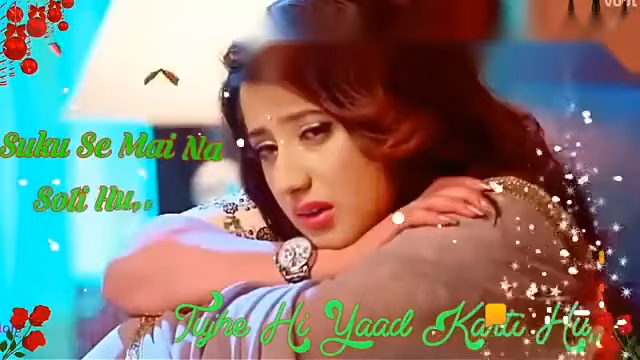 Suku Se Mai Na
Soti Hu,,
Tujhe Hi Yaad Karti Hu,,